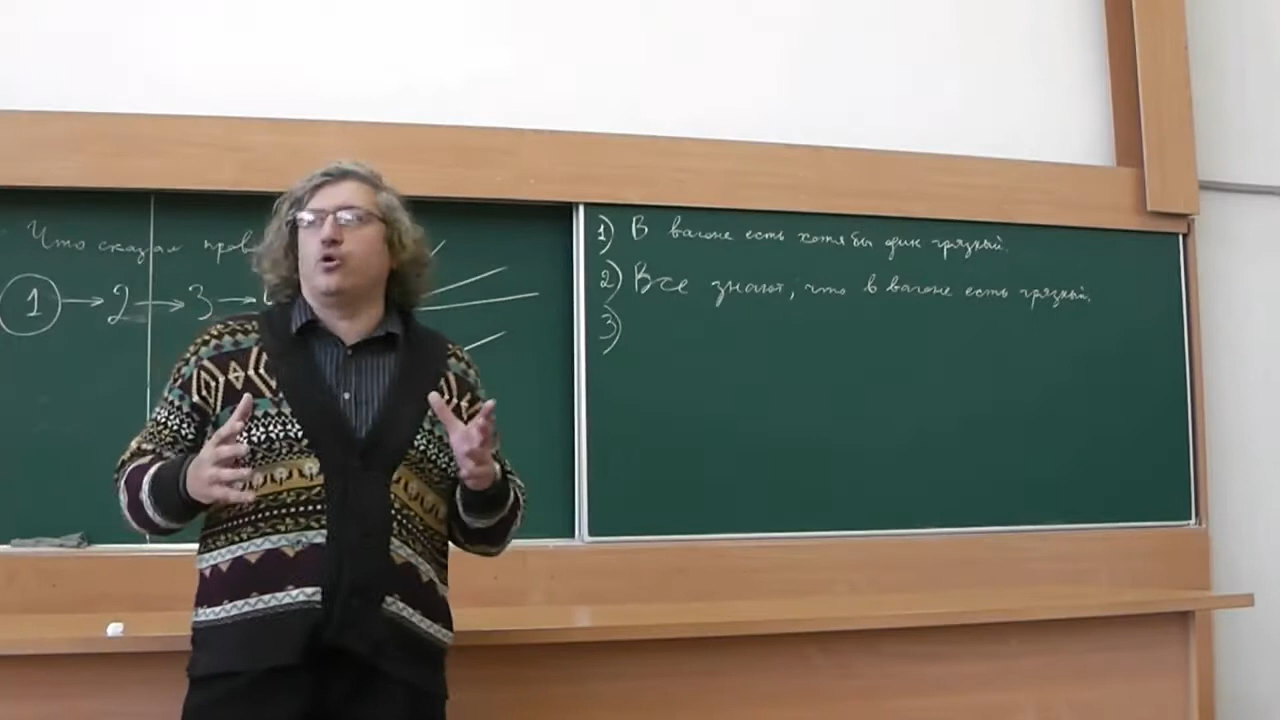 Что сказал пров
1 → 2 → 3 →
1) В вагоне есть хотя бы один грязный.
2) Все знают, что в вагоне есть грязный.
3)